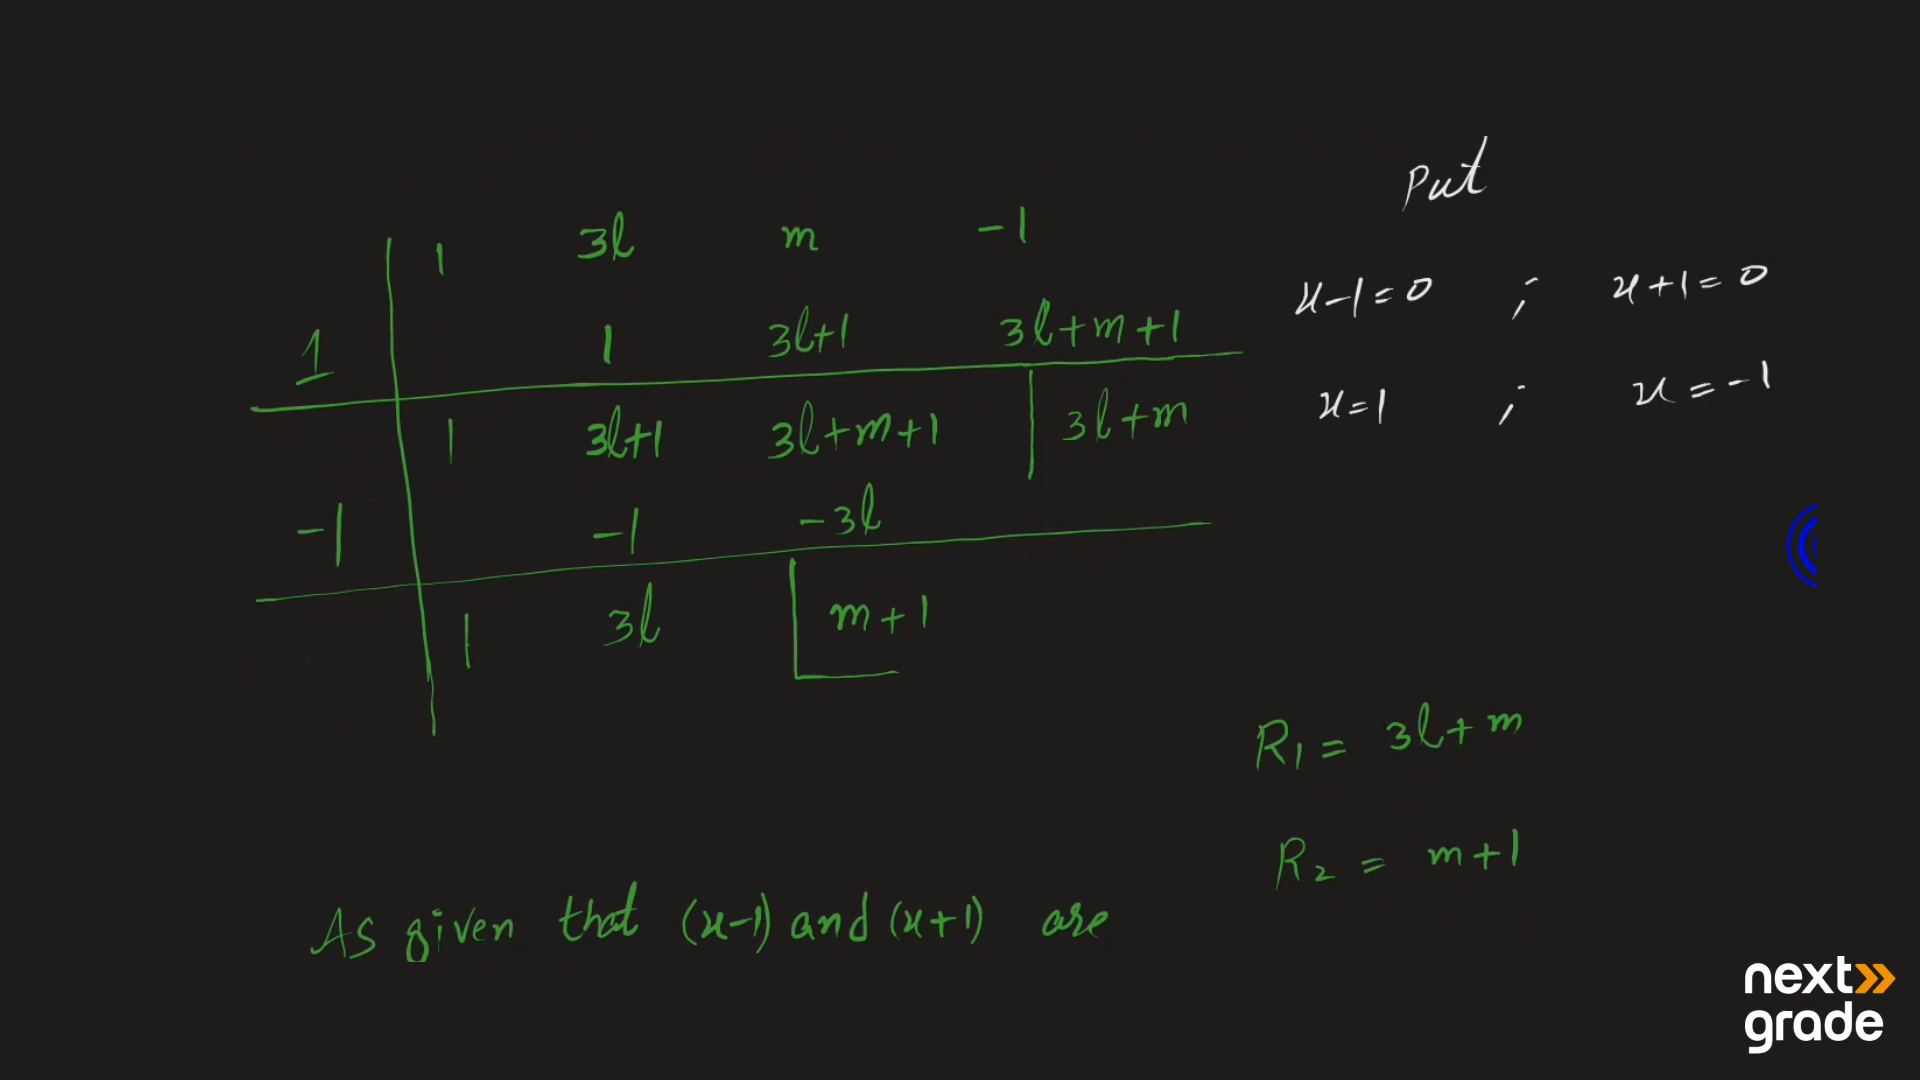 Put
1 3l m -1
x-1=0 ; x+1=0
1 1 3l+1 3l+m+1
x=1 ; x=-1
1 3l+1 3l+m+1 3l+m
-1 -1 -3l
1 3l m+1
R1 = 3l+m
R2 = m+1
As given that (x-1) and (x+1) are
next
grade